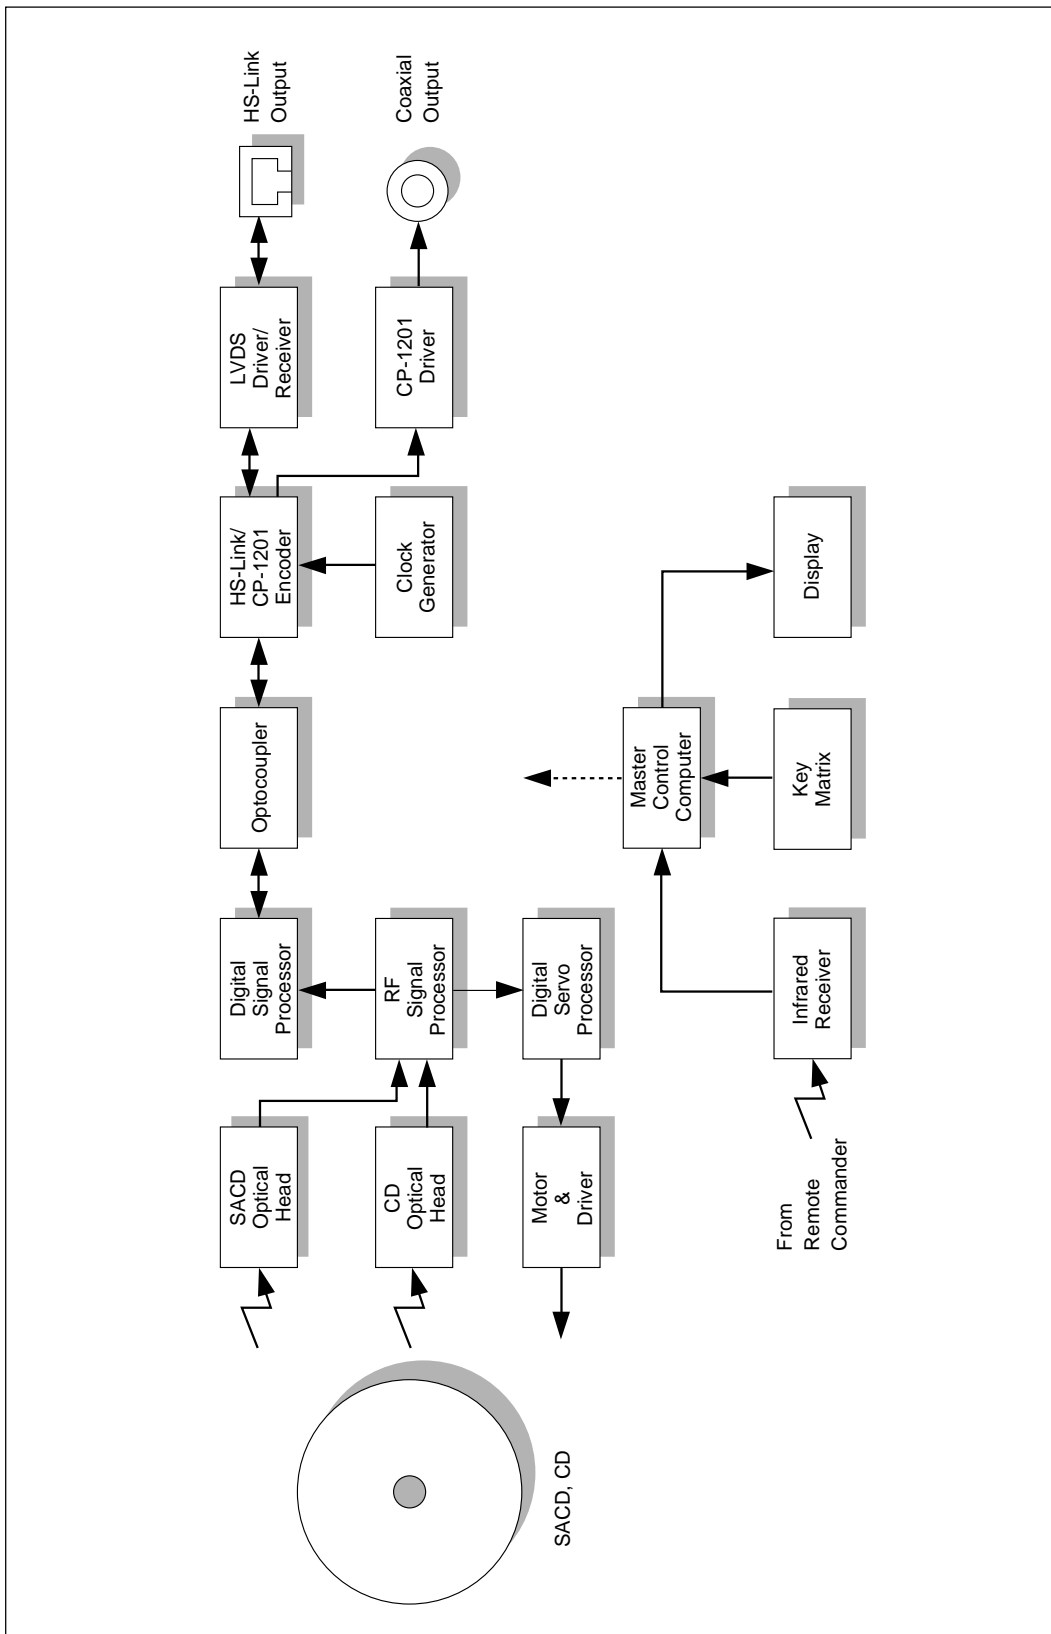 SACD, CD
SACD
Optical
Head
CD
Optical
Head
Motor
&
Driver
Digital
Signal
Processor
RF
Signal
Processor
Digital
Servo
Processor
Optocoupler
HS-Link/
CP-1201
Encoder
Clock
Generator
LVDS
Driver/
Receiver
CP-1201
Driver
HS-Link
Output
Coaxial
Output
From
Remote
Commander
Infrared
Receiver
Master
Control
Computer
Key
Matrix
Display